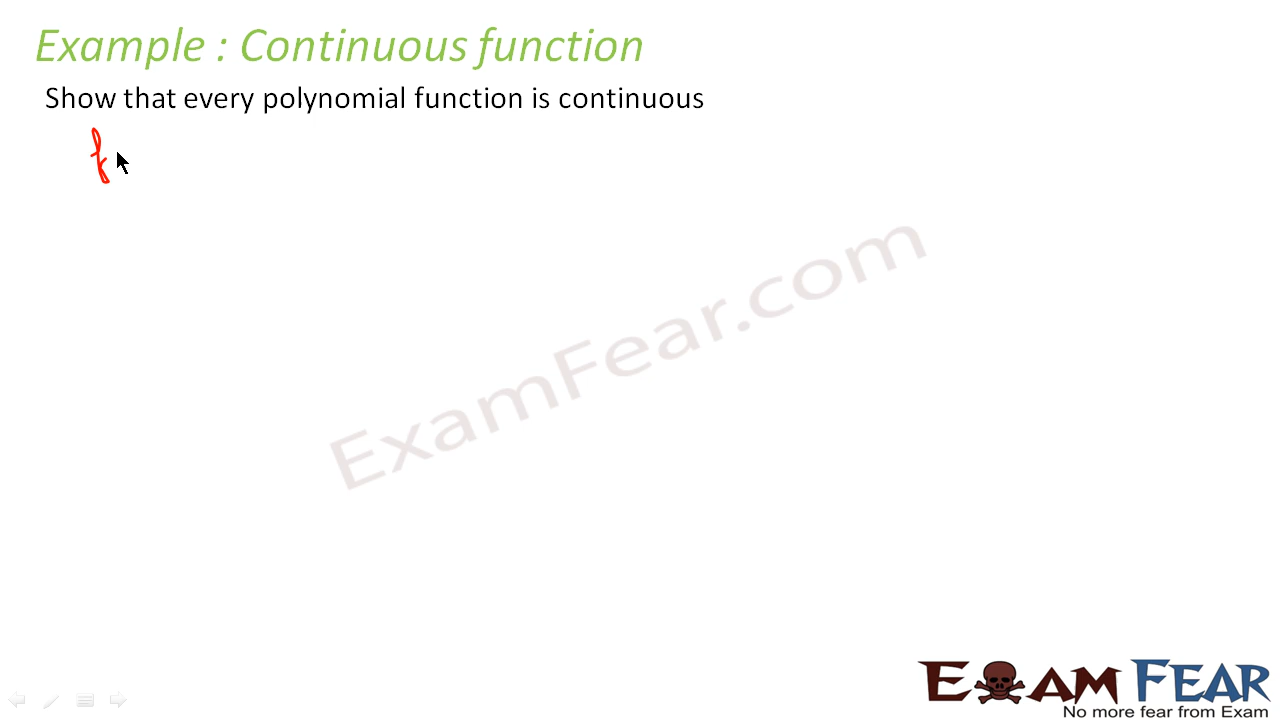 Example : Continuous function
Show that every polynomial function is continuous
f
ExamFear.com
EXAM FEAR
No more fear from Exam